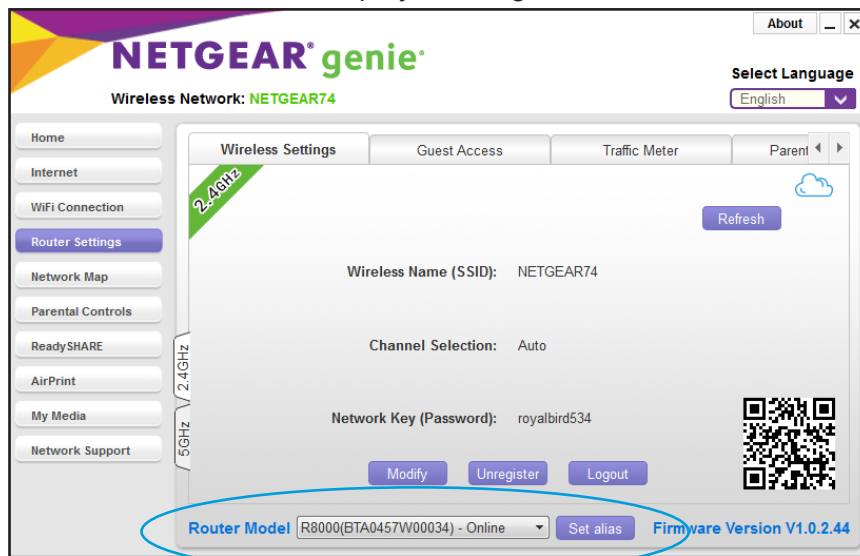 About
NETGEAR® genie®
Select Language
Wireless Network: NETGEAR74
English
Home
Internet
WiFi Connection
Router Settings
Network Map
Parental Controls
ReadySHARE
AirPrint
My Media
Network Support
Wireless Settings
Guest Access
Traffic Meter
Parent
2.4GHz
Refresh
Wireless Name (SSID): NETGEAR74
Channel Selection: Auto
2.4GHz
5GHz
Network Key (Password): royalbird534
Modify
Unregister
Logout
Router Model R8000(BTA0457W00034) - Online Set alias Firmware Version V1.0.2.44